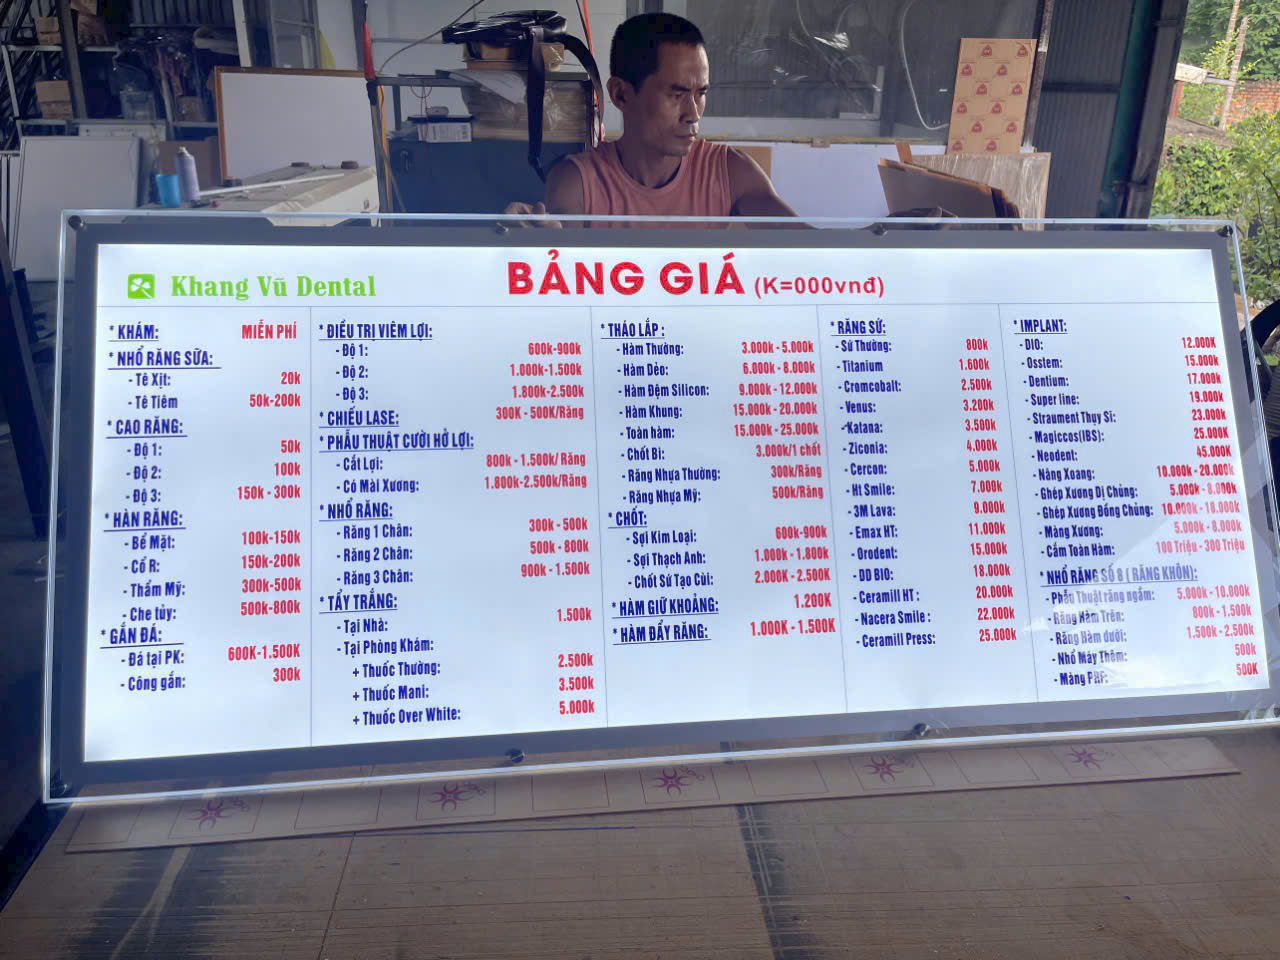 Khang Vũ Dental
BẢNG GIÁ (K=000vnđ)
* KHÁM: MIỄN PHÍ
* NHỔ RĂNG SỮA:
- Tê Xịt: 20k
- Tê Tiêm 50k-200k
* CAO RĂNG:
- Độ 1: 50k
- Độ 2: 100k
- Độ 3: 150k - 300k
* HÀN RĂNG:
- Bề Mặt: 100k-150k
- Cổ R: 150k-200k
- Thẩm Mỹ: 300k-500k
- Che tủy: 500k-800k
* GẮN ĐÁ:
- Đá tại PK: 600K-1.500K
- Công gắn: 300k
* ĐIỀU TRỊ VIÊM LỢI:
- Độ 1: 600k-900k
- Độ 2: 1.000k-1.500k
- Độ 3: 1.800k-2.500k
* CHIẾU LASE: 300K - 500K/Răng
* PHẪU THUẬT CƯỜI HỞ LỢI:
- Cắt Lợi: 800k - 1.500k/ Răng
- Có Mài Xương: 1.800k-2.500k/Răng
* NHỔ RĂNG:
- Răng 1 Chân: 300k - 500k
- Răng 2 Chân: 500k - 800k
- Răng 3 Chân: 900k - 1.500k
* TẨY TRẮNG:
- Tại Nhà: 1.500k
- Tại Phòng Khám:
+ Thuốc Thường: 2.500k
+ Thuốc Mani: 3.500k
+ Thuốc Over White: 5.000k
* THÁO LẮP :
- Hàm Thường: 3.000k - 5.000k
- Hàm Dẻo: 6.000k - 8.000k
- Hàm Đệm Silicon: 9.000k - 12.000k
- Hàm Khung: 15.000k - 20.000k
- Toàn hàm: 15.000k - 25.000k
- Chốt Bi: 3.000k/1 chốt
- Răng Nhựa Thường: 300k/Răng
- Răng Nhựa Mỹ: 500k/Răng
* CHỐT:
- Sợi Kim Loại: 600k-900k
- Sợi Thạch Anh: 1.000k - 1.800k
- Chốt Sứ Tạo Cùi: 2.000K - 2.500K
* HÀM GIỮ KHOẢNG: 1.200K
* HÀM ĐẨY RĂNG: 1.000K - 1.500K
* RĂNG SỨ:
- Sứ Thường: 800k
- Titanium 1.600k
- Cromcobalt: 2.500k
- Venus: 3.200k
- Katana: 3.500k
- Ziconia: 4.000k
- Cercon: 5.000k
- Ht Smile: 7.000k
- 3M Lava: 9.000k
- Emax HT: 11.000k
- Orodent: 15.000k
- DD BIO: 18.000k
- Ceramill HT : 20.000k
- Nacera Smile : 22.000k
- Ceramill Press: 25.000k
* IMPLANT:
- DIO: 12.000K
- Osstem: 15.000k
- Dentium: 17.000k
- Super line: 19.000k
- Straument Thụy Sĩ: 23.000k
- Magiccos(IBS): 25.000K
- Neodent: 45.000K
- Nâng Xoang: 10.000k - 20.000k
- Ghép Xương Dị Chủng: 5.000k - 8.000k
- Ghép Xương Đồng Chủng: 10.000k - 18.000k
- Màng Xương: 5.000k - 8.000k
- Cắm Toàn Hàm: 100 Triệu - 300 Triệu
* NHỔ RĂNG SỐ 8 ( RĂNG KHÔN):
- Phẫu Thuật răng ngầm: 5.000k - 10.000k
- Răng Hàm Trên: 800k - 1.500k
- Răng Hàm dưới: 1.500k - 2.500k
- Nhổ Máy Thêm: 500k
- Màng PRF: 500K